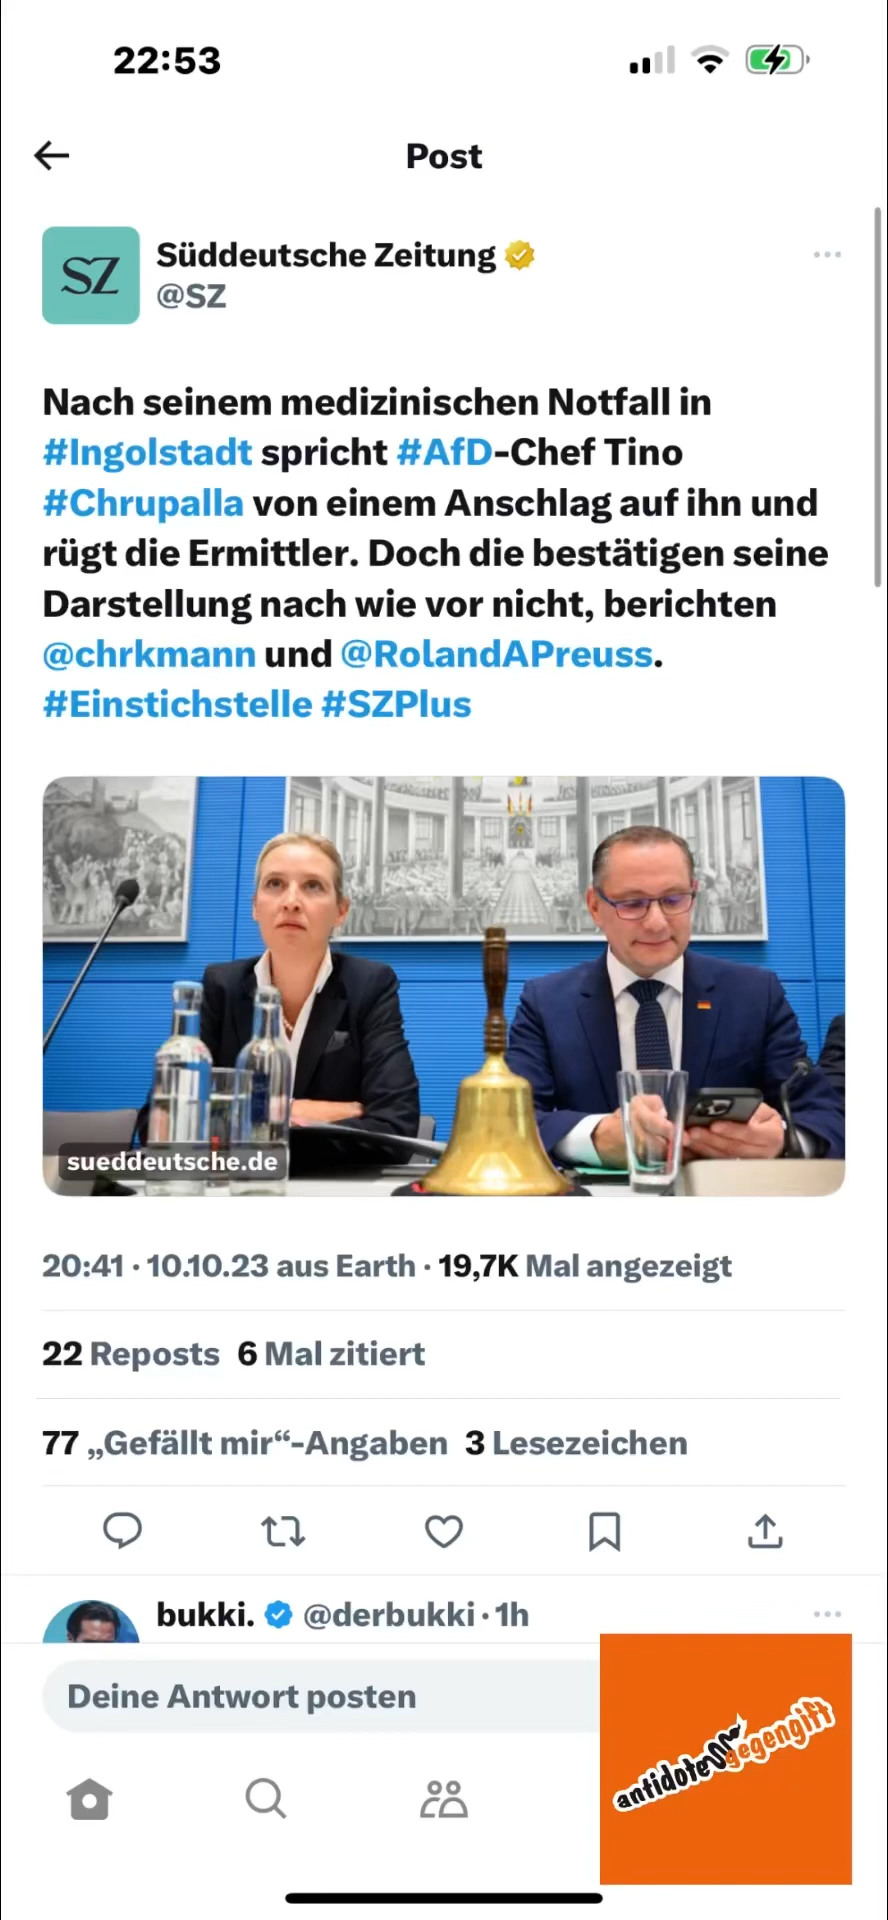 22:53
Post
SZ
Süddeutsche Zeitung
@SZ
Nach seinem medizinischen Notfall in
#Ingolstadt spricht #AfD-Chef Tino
#Chrupalla von einem Anschlag auf ihn und
rügt die Ermittler. Doch die bestätigen seine
Darstellung nach wie vor nicht, berichten
@chrkmann und @RolandAPreuss.
#Einstichstelle #SZPlus
sueddeutsche.de
20:41 · 10.10.23 aus Earth · 19,7K Mal angezeigt
22 Reposts 6 Mal zitiert
77 „Gefällt mir“-Angaben 3 Lesezeichen
bukki. @derbukki · 1h
Deine Antwort posten
antidote gegengift